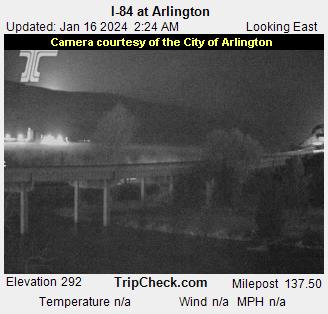 I-84 at Arlington
Updated: Jan 16 2024 2:24 AM Looking East
Camera courtesy of the City of Arlington
Elevation 292 TripCheck.com Milepost 137.50
Temperature n/a Wind n/a MPH n/a